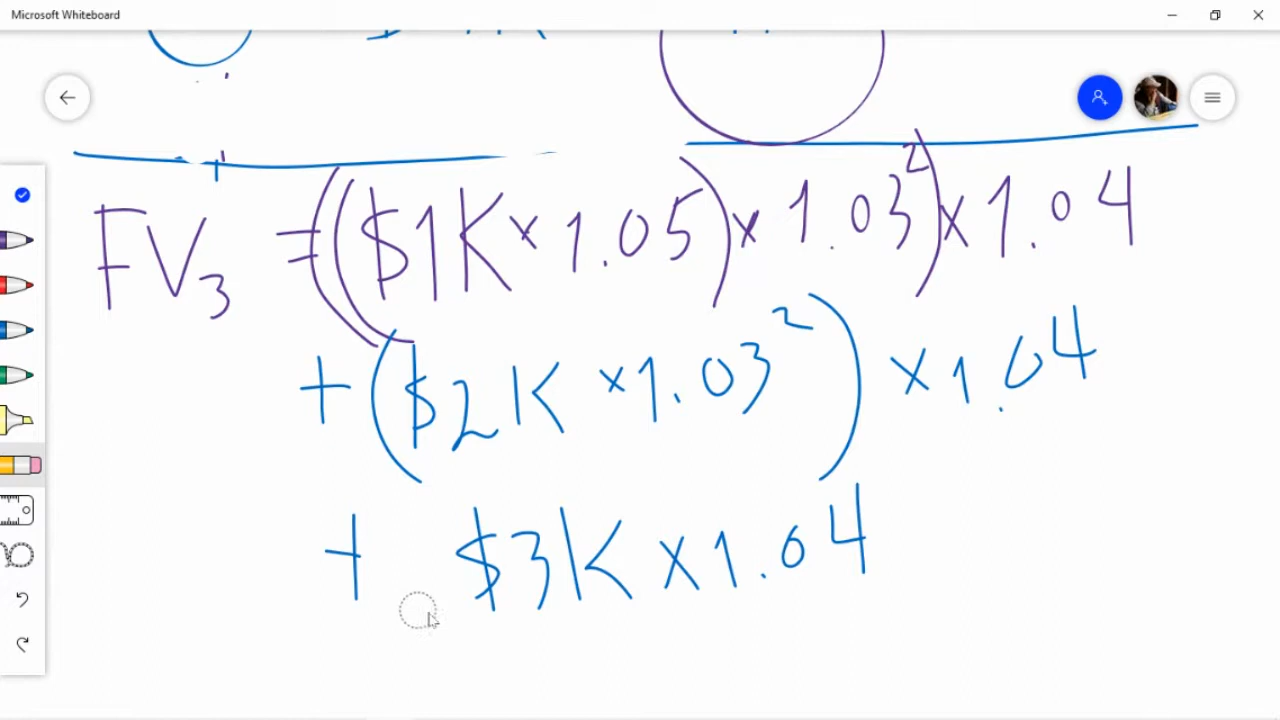 Microsoft Whiteboard
FV₃ = (($1K × 1.05) × 1.03²) × 1.04
+ ($2K × 1.03²) × 1.04
+ $3K × 1.04